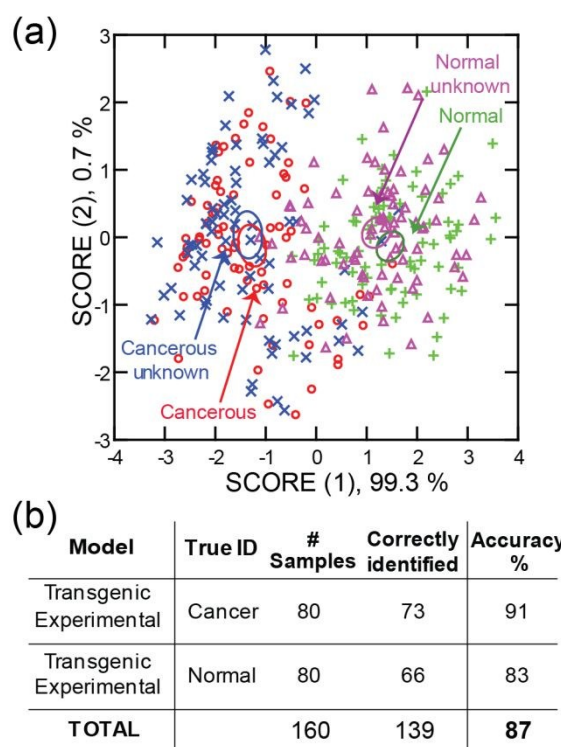 (a)
3
2
1
0
-1
-2
-3
SCORE (2), 0.7 %
Normal
unknown
Normal
Cancerous
unknown
Cancerous
-4 -3 -2 -1 0 1 2 3 4
SCORE (1), 99.3 %
(b)
Model True ID # Samples Correctly identified Accuracy %
Transgenic Experimental Cancer 80 73 91
Transgenic Experimental Normal 80 66 83
TOTAL 160 139 87